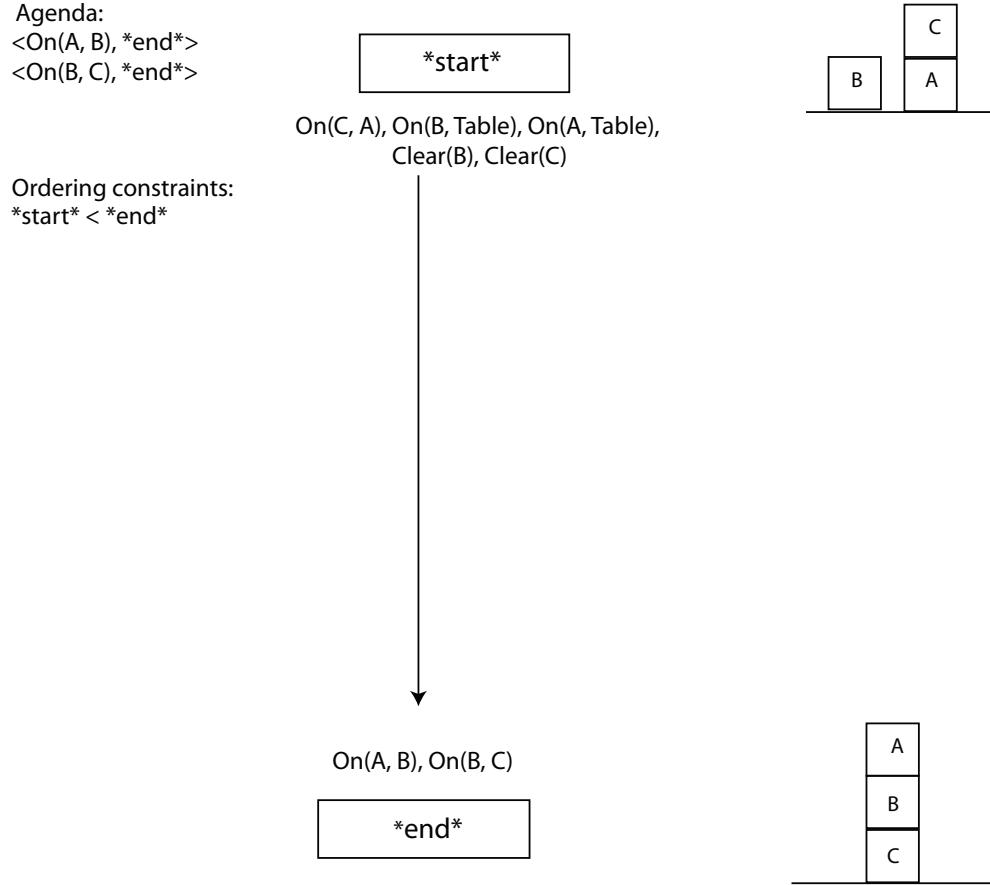 Agenda:
<On(A, B), *end*>
<On(B, C), *end*>
*start*
On(C, A), On(B, Table), On(A, Table),
Clear(B), Clear(C)
C
B
A
Ordering constraints:
*start* < *end*
On(A, B), On(B, C)
*end*
A
B
C